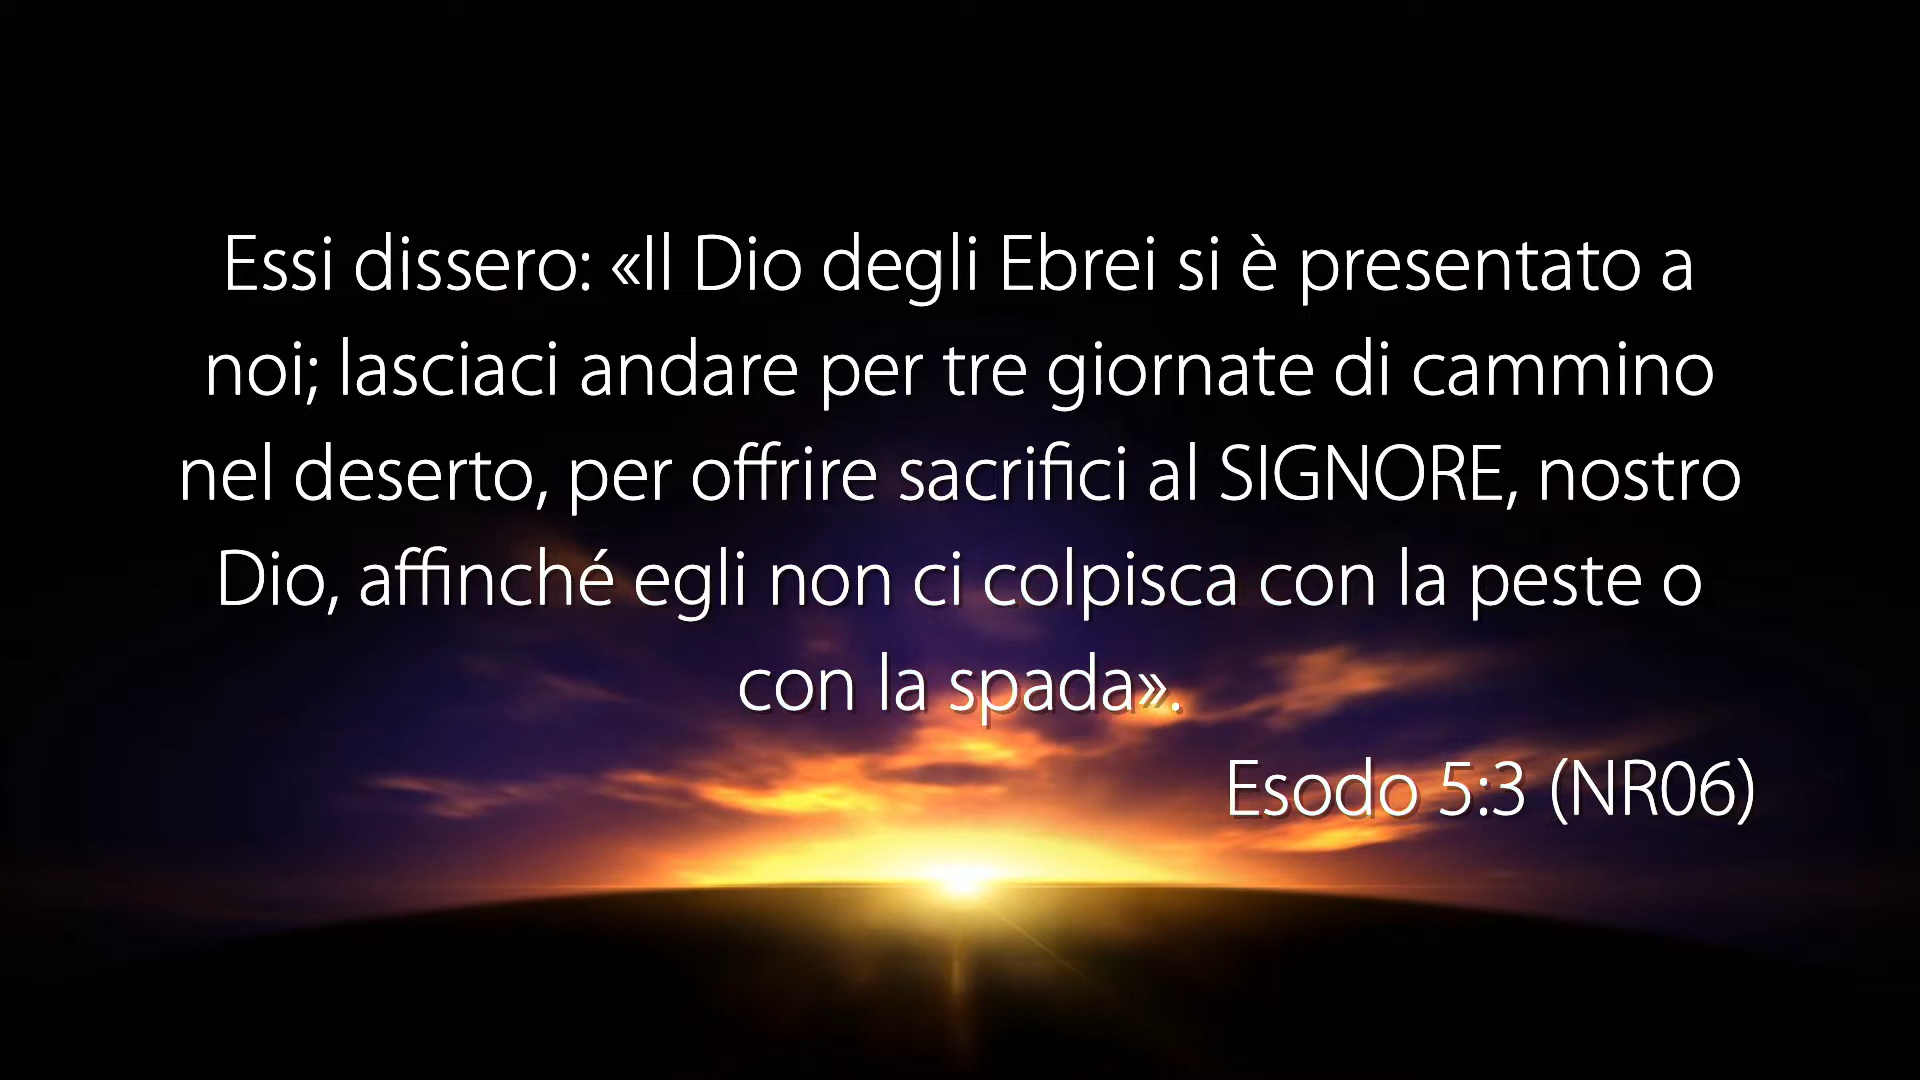 Essi dissero: «Il Dio degli Ebrei si è presentato a
noi; lasciaci andare per tre giornate di cammino
nel deserto, per offrire sacrifici al SIGNORE, nostro
Dio, affinché egli non ci colpisca con la peste o
con la spada».
Esodo 5:3 (NR06)